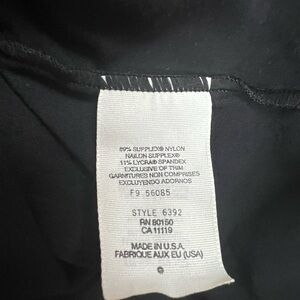 89% SUPPLEX® NYLON
NAILON SUPPLEX®
11% LYCRA® SPANDEX
EXCLUSIVE OF TRIM
GARNITURES NON COMPRISES
EXCLUYENDO ADORNOS
F9 56085
STYLE 6392
RN 80150
CA 11119
MADE IN U.S.A.
FABRIQUE AUX EU (USA)